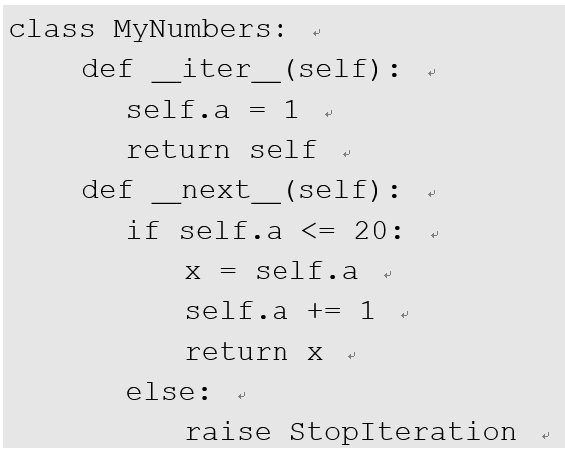 class MyNumbers:
    def __iter__(self):
        self.a = 1
        return self
    def __next__(self):
        if self.a <= 20:
            x = self.a
            self.a += 1
            return x
        else:
            raise StopIteration